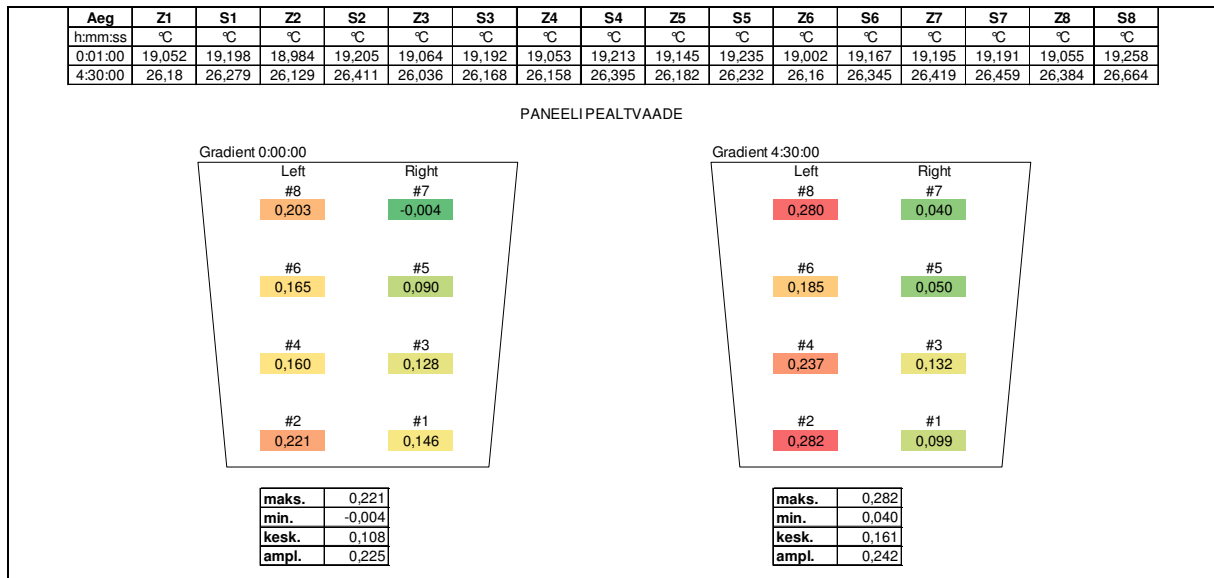 Aeg Z1 S1 Z2 S2 Z3 S3 Z4 S4 Z5 S5 Z6 S6 Z7 S7 Z8 S8
h:mm:ss °C °C °C °C °C °C °C °C °C °C °C °C °C °C °C °C
0:01:00 19,052 19,198 18,984 19,205 19,064 19,192 19,053 19,213 19,145 19,235 19,002 19,167 19,195 19,191 19,055 19,258
4:30:00 26,18 26,279 26,129 26,411 26,036 26,168 26,158 26,395 26,182 26,232 26,16 26,345 26,419 26,459 26,384 26,664
PANEELI PEALTVAADE
Gradient 0:00:00
Left Right
#8 #7
0,203 -0,004
#6 #5
0,165 0,090
#4 #3
0,160 0,128
#2 #1
0,221 0,146
maks. 0,221
min. -0,004
kesk. 0,108
ampl. 0,225
Gradient 4:30:00
Left Right
#8 #7
0,280 0,040
#6 #5
0,185 0,050
#4 #3
0,237 0,132
#2 #1
0,282 0,099
maks. 0,282
min. 0,040
kesk. 0,161
ampl. 0,242